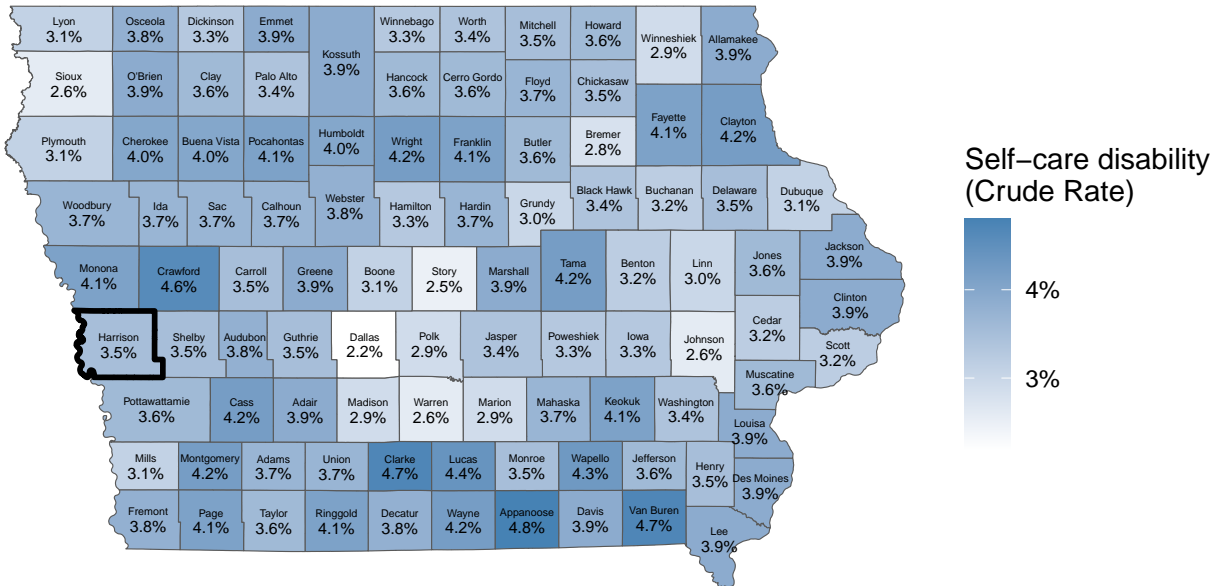 Lyon
3.1%
Osceola
3.8%
Dickinson
3.3%
Emmet
3.9%
Kossuth
3.9%
Winnebago
3.3%
Worth
3.4%
Mitchell
3.5%
Howard
3.6%
Winneshiek
2.9%
Allamakee
3.9%
Sioux
2.6%
O'Brien
3.9%
Clay
3.6%
Palo Alto
3.4%
Hancock
3.6%
Cerro Gordo
3.6%
Floyd
3.7%
Chickasaw
3.5%
Fayette
4.1%
Clayton
4.2%
Plymouth
3.1%
Cherokee
4.0%
Buena Vista
4.0%
Pocahontas
4.1%
Humboldt
4.0%
Wright
4.2%
Franklin
4.1%
Butler
3.6%
Bremer
2.8%
Woodbury
3.7%
Ida
3.7%
Sac
3.7%
Calhoun
3.7%
Webster
3.8%
Hamilton
3.3%
Hardin
3.7%
Grundy
3.0%
Black Hawk
3.4%
Buchanan
3.2%
Delaware
3.5%
Dubuque
3.1%
Monona
4.1%
Crawford
4.6%
Carroll
3.5%
Greene
3.9%
Boone
3.1%
Story
2.5%
Marshall
3.9%
Tama
4.2%
Benton
3.2%
Linn
3.0%
Jones
3.6%
Jackson
3.9%
Clinton
3.9%
Harrison
3.5%
Shelby
3.5%
Audubon
3.8%
Guthrie
3.5%
Dallas
2.2%
Polk
2.9%
Jasper
3.4%
Poweshiek
3.3%
Iowa
3.3%
Johnson
2.6%
Cedar
3.2%
Scott
3.2%
Muscatine
3.6%
Pottawattamie
3.6%
Cass
4.2%
Adair
3.9%
Madison
2.9%
Warren
2.6%
Marion
2.9%
Mahaska
3.7%
Keokuk
4.1%
Washington
3.4%
Louisa
3.9%
Mills
3.1%
Montgomery
4.2%
Adams
3.7%
Union
3.7%
Clarke
4.7%
Lucas
4.4%
Monroe
3.5%
Wapello
4.3%
Jefferson
3.6%
Henry
3.5%
Des Moines
3.9%
Fremont
3.8%
Page
4.1%
Taylor
3.6%
Ringgold
4.1%
Decatur
3.8%
Wayne
4.2%
Appanoose
4.8%
Davis
3.9%
Van Buren
4.7%
Lee
3.9%
Self−care disability
(Crude Rate)
4%
3%